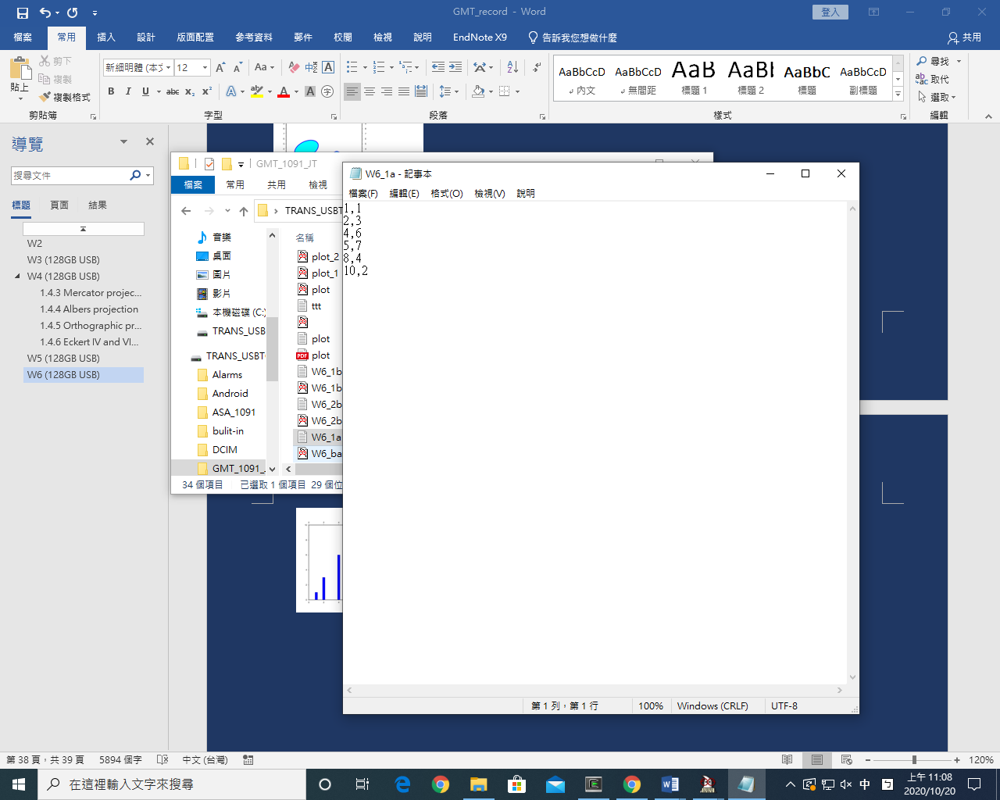 GMT_record - Word
登入
檔案 常用 插入 設計 版面配置 參考資料 郵件 校閱 檢視 說明 EndNote X9 告訴我您想做什麼 共用
貼上
剪下
複製
複製格式
剪貼簿
新細明體 (本文 12
字型
段落
AaBbCcD AaBbCcD AaB AaBl AaBbC AaBbCcD
內文 無間距 標題 1 標題 2 標題 副標題
樣式
尋找
取代
選取
編輯
導覽
搜尋文件
標題 頁面 結果
W2
W3 (128GB USB)
W4 (128GB USB)
1.4.3 Mercator projec...
1.4.4 Albers projection
1.4.5 Orthographic pr...
1.4.6 Eckert IV and VI...
W5 (128GB USB)
W6 (128GB USB)
GMT_1091_JT
檔案 常用 共用 檢視
TRANS_USBT
音樂
桌面
圖片
影片
本機磁碟 (C:)
TRANS_USB
TRANS_USBT
Alarms
Android
ASA_1091
bulit-in
DCIM
GMT_1091_
名稱
plot_2
plot_1
plot
ttt
plot
plot
W6_1b
W6_1b
W6_2b
W6_2b
W6_1a
W6_ba
34 個項目 已選取 1 個項目 29 個位
W6_1a - 記事本
檔案(F) 編輯(E) 格式(O) 檢視(V) 說明
1,1
2,3
4,6
5,7
8,4
10,2
第 1 列，第 1 行 100% Windows (CRLF) UTF-8
第 38 頁，共 39 頁 5894 個字 中文 (台灣) 120%
在這裡輸入文字來搜尋
中
上午 11:08
2020/10/20